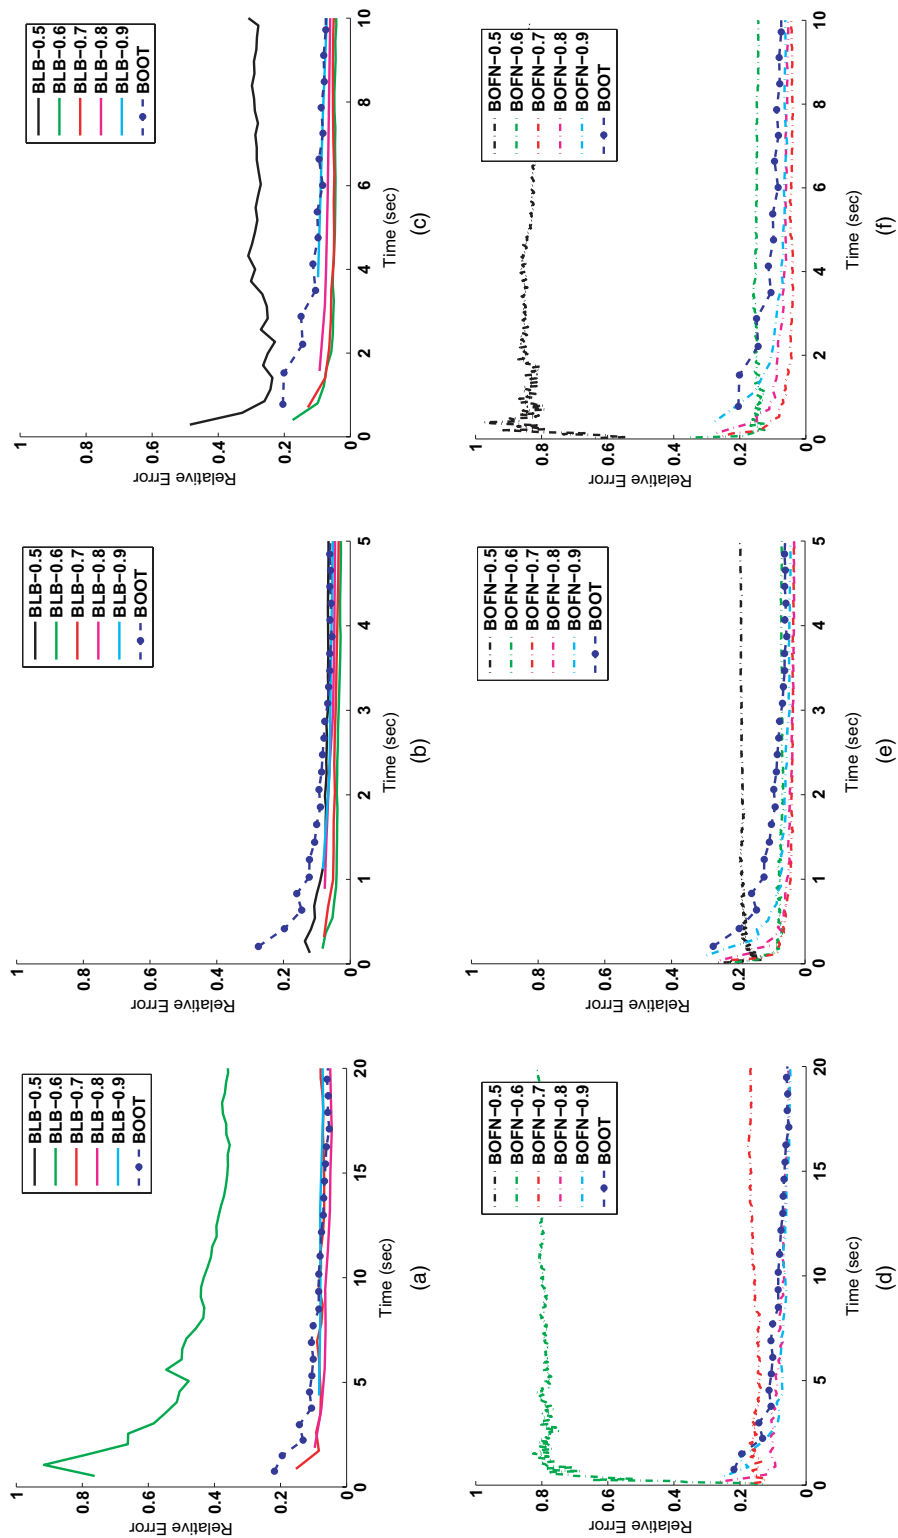 1
0.8
0.6
0.4
0.2
0
Relative Error
BLB−0.5
BLB−0.6
BLB−0.7
BLB−0.8
BLB−0.9
BOOT
0 5 10 15 20
Time (sec)
(a)
1
0.8
0.6
0.4
0.2
0
Relative Error
BLB−0.5
BLB−0.6
BLB−0.7
BLB−0.8
BLB−0.9
BOOT
0 1 2 3 4 5
Time (sec)
(b)
1
0.8
0.6
0.4
0.2
0
Relative Error
BLB−0.5
BLB−0.6
BLB−0.7
BLB−0.8
BLB−0.9
BOOT
0 2 4 6 8 10
Time (sec)
(c)
1
0.8
0.6
0.4
0.2
0
Relative Error
BOFN−0.5
BOFN−0.6
BOFN−0.7
BOFN−0.8
BOFN−0.9
BOOT
0 5 10 15 20
Time (sec)
(d)
1
0.8
0.6
0.4
0.2
0
Relative Error
BOFN−0.5
BOFN−0.6
BOFN−0.7
BOFN−0.8
BOFN−0.9
BOOT
0 1 2 3 4 5
Time (sec)
(e)
1
0.8
0.6
0.4
0.2
0
Relative Error
BOFN−0.5
BOFN−0.6
BOFN−0.7
BOFN−0.8
BOFN−0.9
BOOT
0 2 4 6 8 10
Time (sec)
(f)